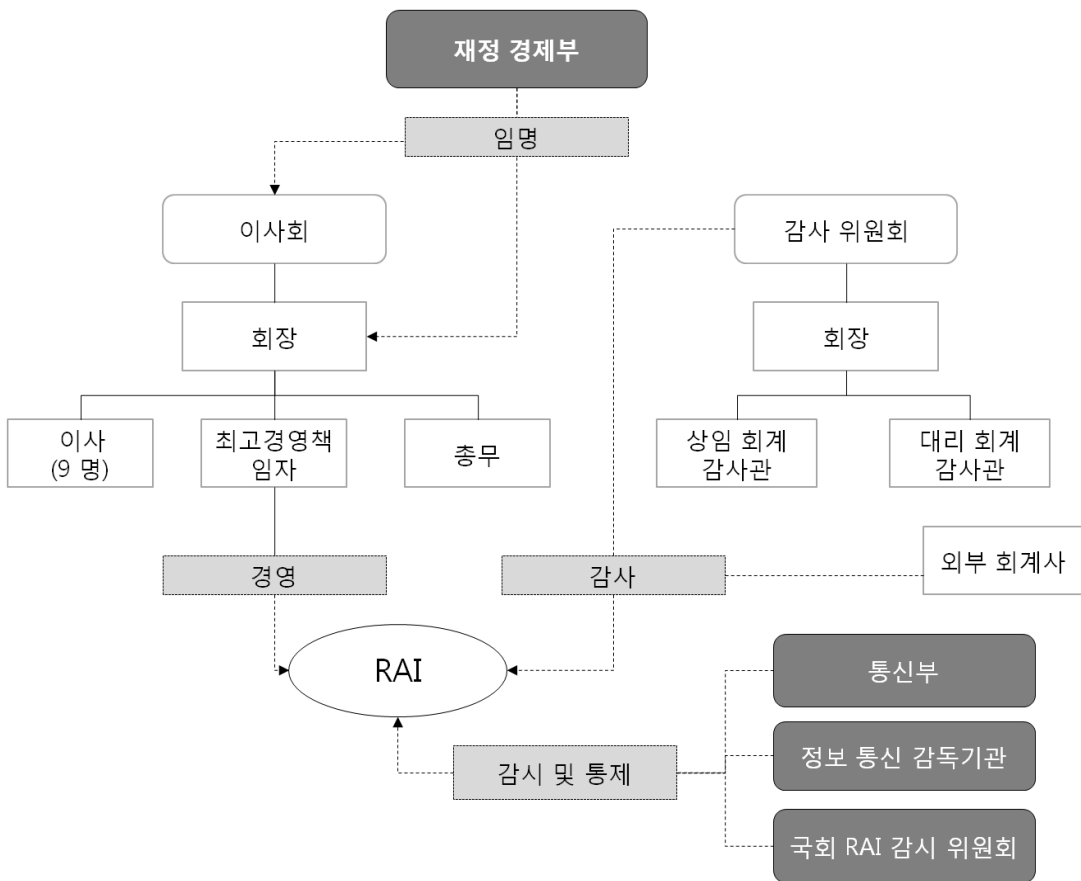 재정 경제부
임명
이사회
감사 위원회
회장
회장
이사
(9 명)
최고경영책
임자
총무
상임 회계
감사관
대리 회계
감사관
경영
감사
외부 회계사
RAI
통신부
정보 통신 감독기관
감시 및 통제
국회 RAI 감시 위원회